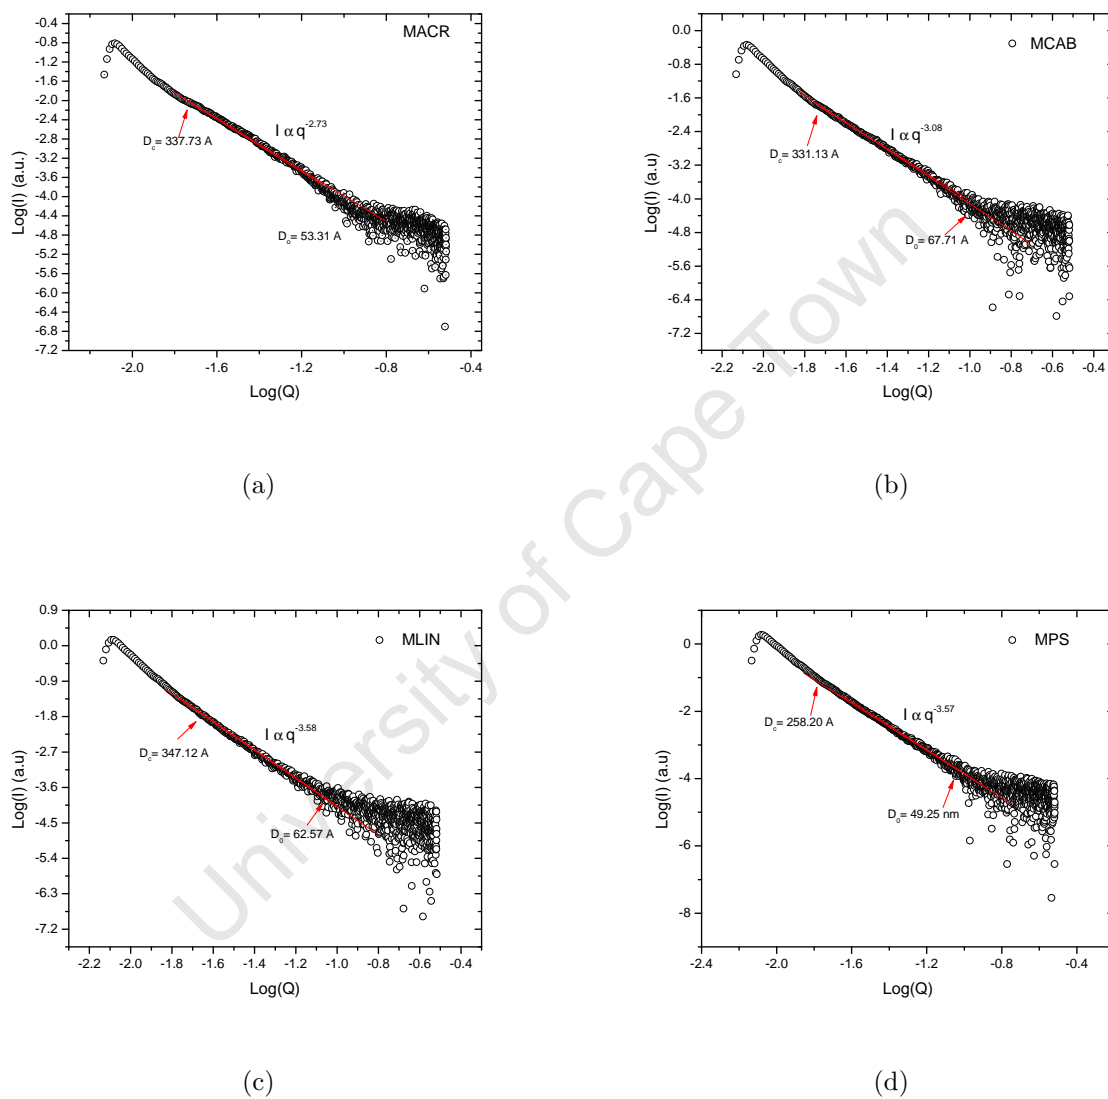 MACR
I α q-2.73
Dc= 337.73 A
Do= 53.31 A
Log(I) (a.u.)
-0.4
-0.8
-1.2
-1.6
-2.0
-2.4
-2.8
-3.2
-3.6
-4.0
-4.4
-4.8
-5.2
-5.6
-6.0
-6.4
-6.8
-7.2
-2.0 -1.6 -1.2 -0.8 -0.4
Log(Q)
(a)
MCAB
I α q-3.08
Dc= 331.13 A
D0= 67.71 A
Log(I) (a.u)
0.0
-0.8
-1.6
-2.4
-3.2
-4.0
-4.8
-5.6
-6.4
-7.2
-2.2 -2.0 -1.8 -1.6 -1.4 -1.2 -1.0 -0.8 -0.6 -0.4
Log(Q)
(b)
MLIN
I α q-3.58
Dc= 347.12 A
D0= 62.57 A
Log(I) (a.u)
0.9
0.0
-0.9
-1.8
-2.7
-3.6
-4.5
-5.4
-6.3
-7.2
-2.2 -2.0 -1.8 -1.6 -1.4 -1.2 -1.0 -0.8 -0.6 -0.4
Log(Q)
(c)
MPS
I α q-3.57
Dc= 258.20 A
D0= 49.25 nm
Log(I) (a.u)
0
-2
-4
-6
-8
-2.4 -2.0 -1.6 -1.2 -0.8 -0.4
Log(Q)
(d)
University of Cape Town